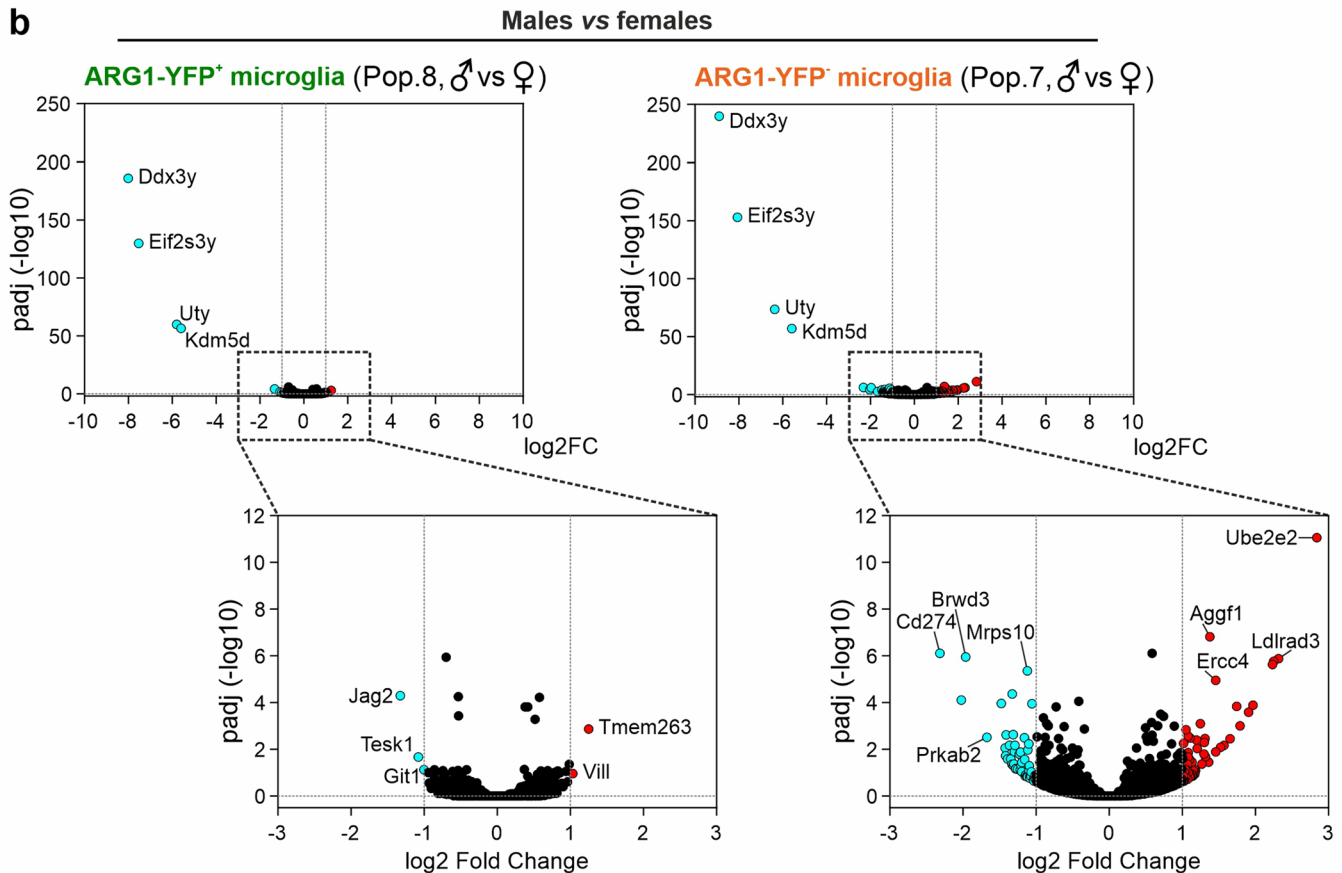 b
Males vs females
ARG1-YFP+ microglia (Pop.8, ♂ vs ♀)
250
200
150
100
50
0
padj (-log10)
Ddx3y
Eif2s3y
Uty
Kdm5d
-10 -8 -6 -4 -2 0 2 4 6 8 10
log2FC
ARG1-YFP- microglia (Pop.7, ♂ vs ♀)
250
200
150
100
50
0
padj (-log10)
Ddx3y
Eif2s3y
Uty
Kdm5d
-10 -8 -6 -4 -2 0 2 4 6 8 10
log2FC
12
10
8
6
4
2
0
padj (-log10)
Jag2
Tesk1
Git1
Tmem263
Vill
-3 -2 -1 0 1 2 3
log2 Fold Change
12
10
8
6
4
2
0
padj (-log10)
Ube2e2
Brwd3
Cd274
Mrps10
Aggf1
Ldlrad3
Ercc4
Prkab2
-3 -2 -1 0 1 2 3
log2 Fold Change